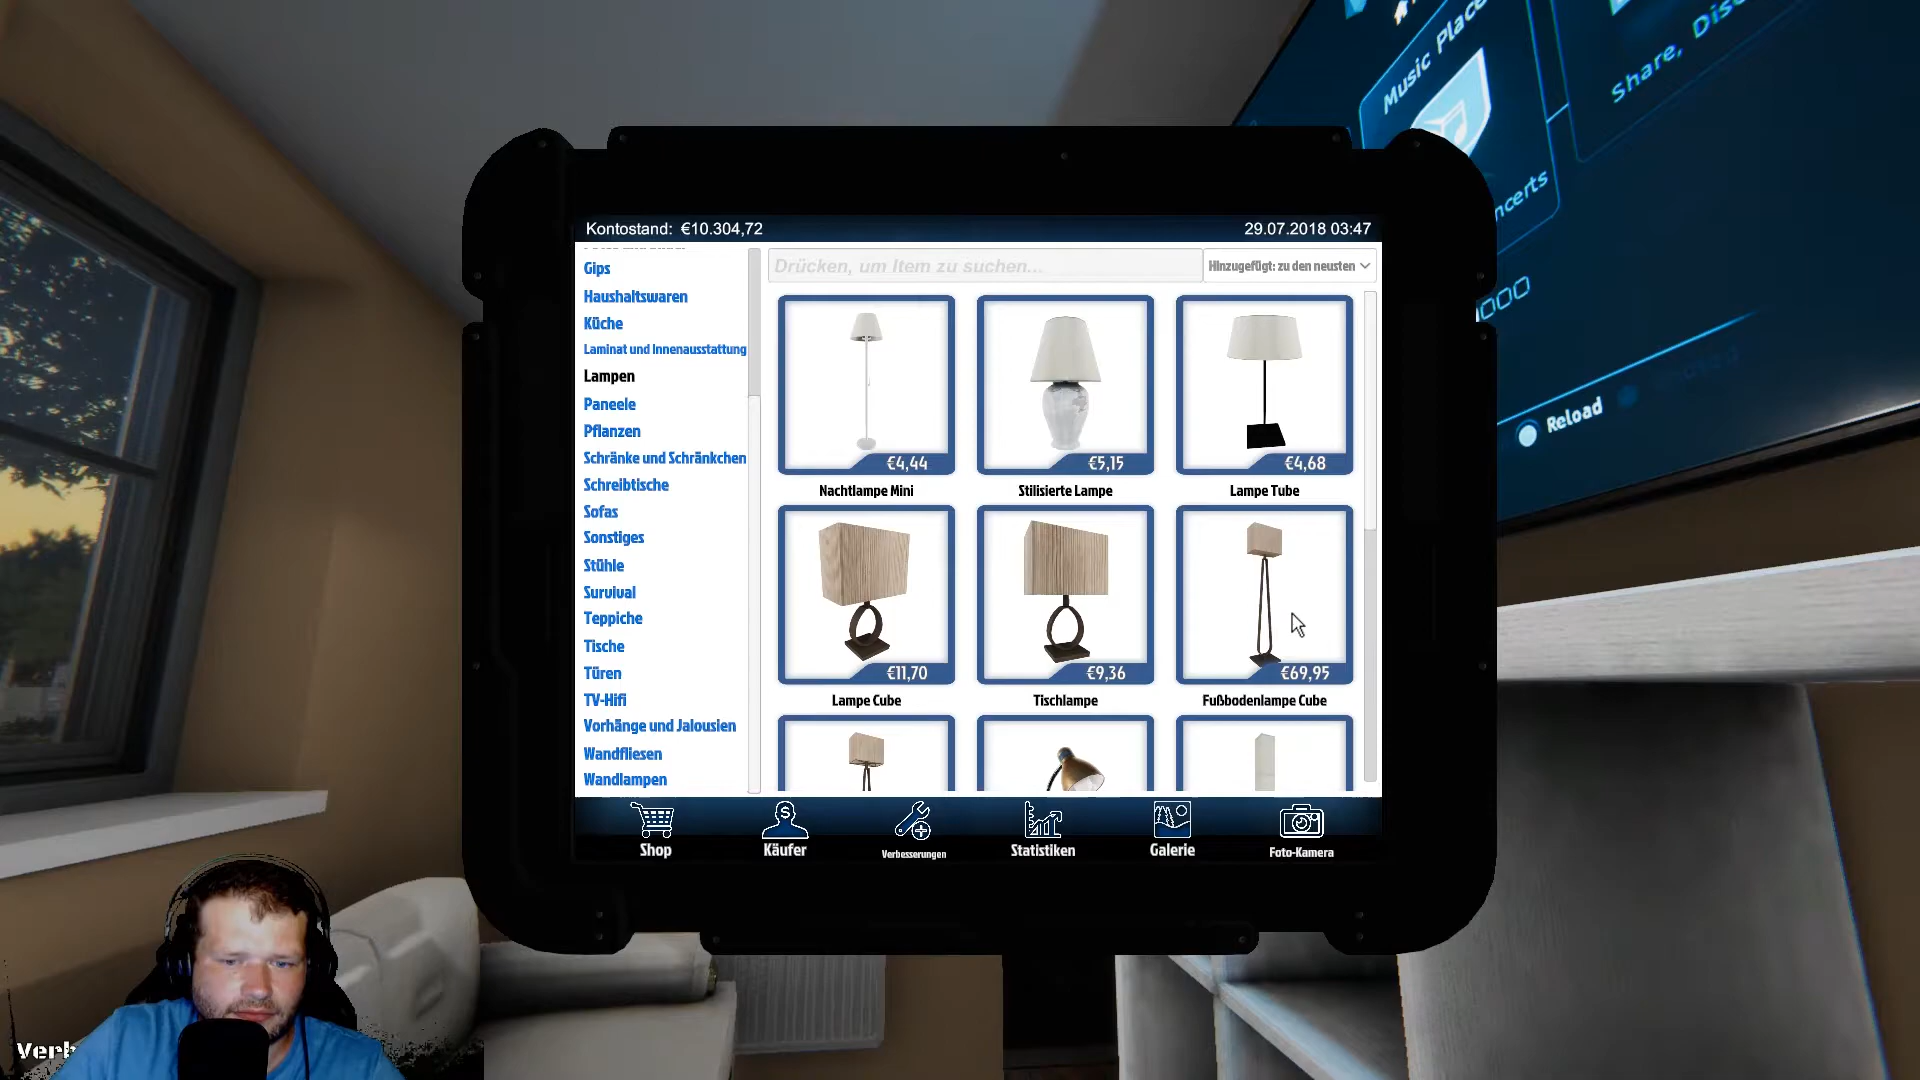 Music Place
Share,
ncerts
Reload
Kontostand: €10.304,72
29.07.2018 03:47
Gips
Haushaltswaren
Küche
Laminat und Innenausstattung
Lampen
Paneele
Pflanzen
Schränke und Schränkchen
Schreibtische
Sofas
Sonstiges
Stühle
Survival
Teppiche
Tische
Türen
TV-Hifi
Vorhänge und Jalousien
Wandfliesen
Wandlampen
Drücken, um Item zu suchen...
Hinzugefügt: zu den neusten
€4,44
€5,15
€4,68
Nachtlampe Mini
Stilisierte Lampe
Lampe Tube
€11,70
€9,36
€69,95
Lampe Cube
Tischlampe
Fußbodenlampe Cube
Shop
Käufer
Verbesserungen
Statistiken
Galerie
Foto-Kamera
Verb